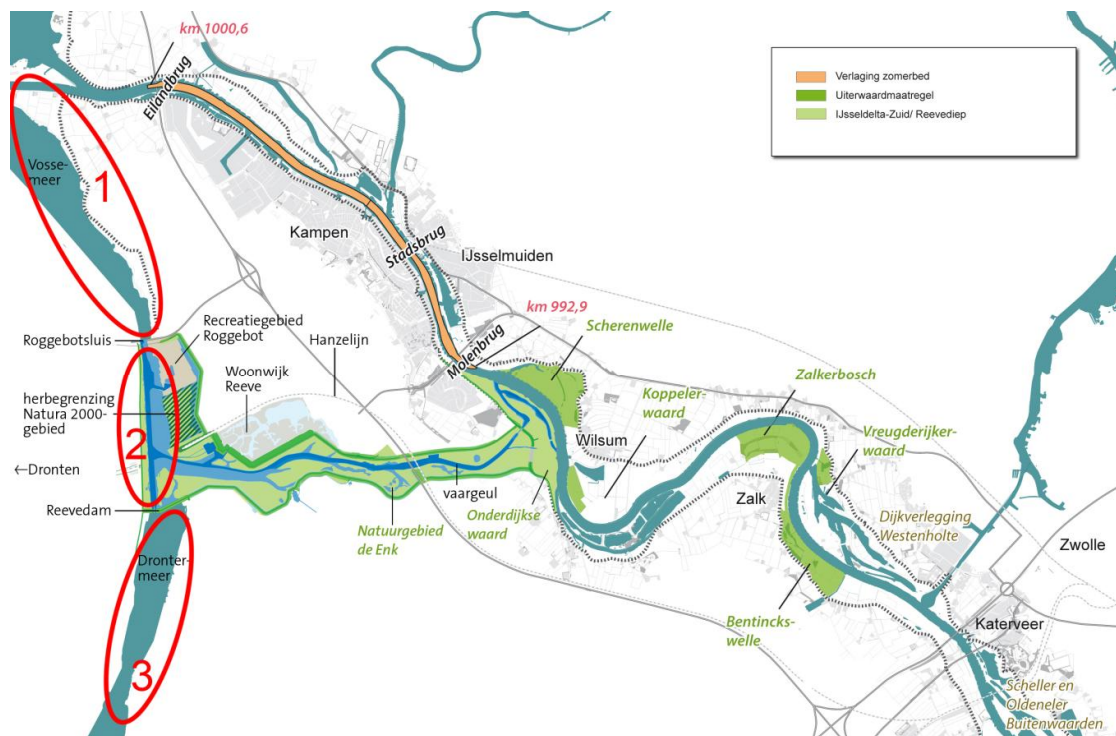 km 1000,6
Eilandbrug
Verlaging zomerbed
Uiterwaardmaatregel
IJsseldelta-Zuid/ Reevediep
Vosse-
meer
1
Kampen
Stadsbrug
IJsselmuiden
km 992,9
Molenbrug
Scherenwelle
Roggebotsluis
Recreatiegebied
Roggebot
Hanzelijn
Woonwijk
Reeve
Koppeler-
waard
Zalkerbosch
herbegrenzing
Natura 2000-
gebied
2
Wilsum
Vreugderijker-
waard
←Dronten
vaargeul
Zalk
Reevedam
Natuurgebied
de Enk
Onderdijkse
waard
Dijkverlegging
Westenholte
Zwolle
Dronter-
meer
3
Bentincks-
welle
Katerveer
Scheller en
Oldeneler
Buitenwaarden